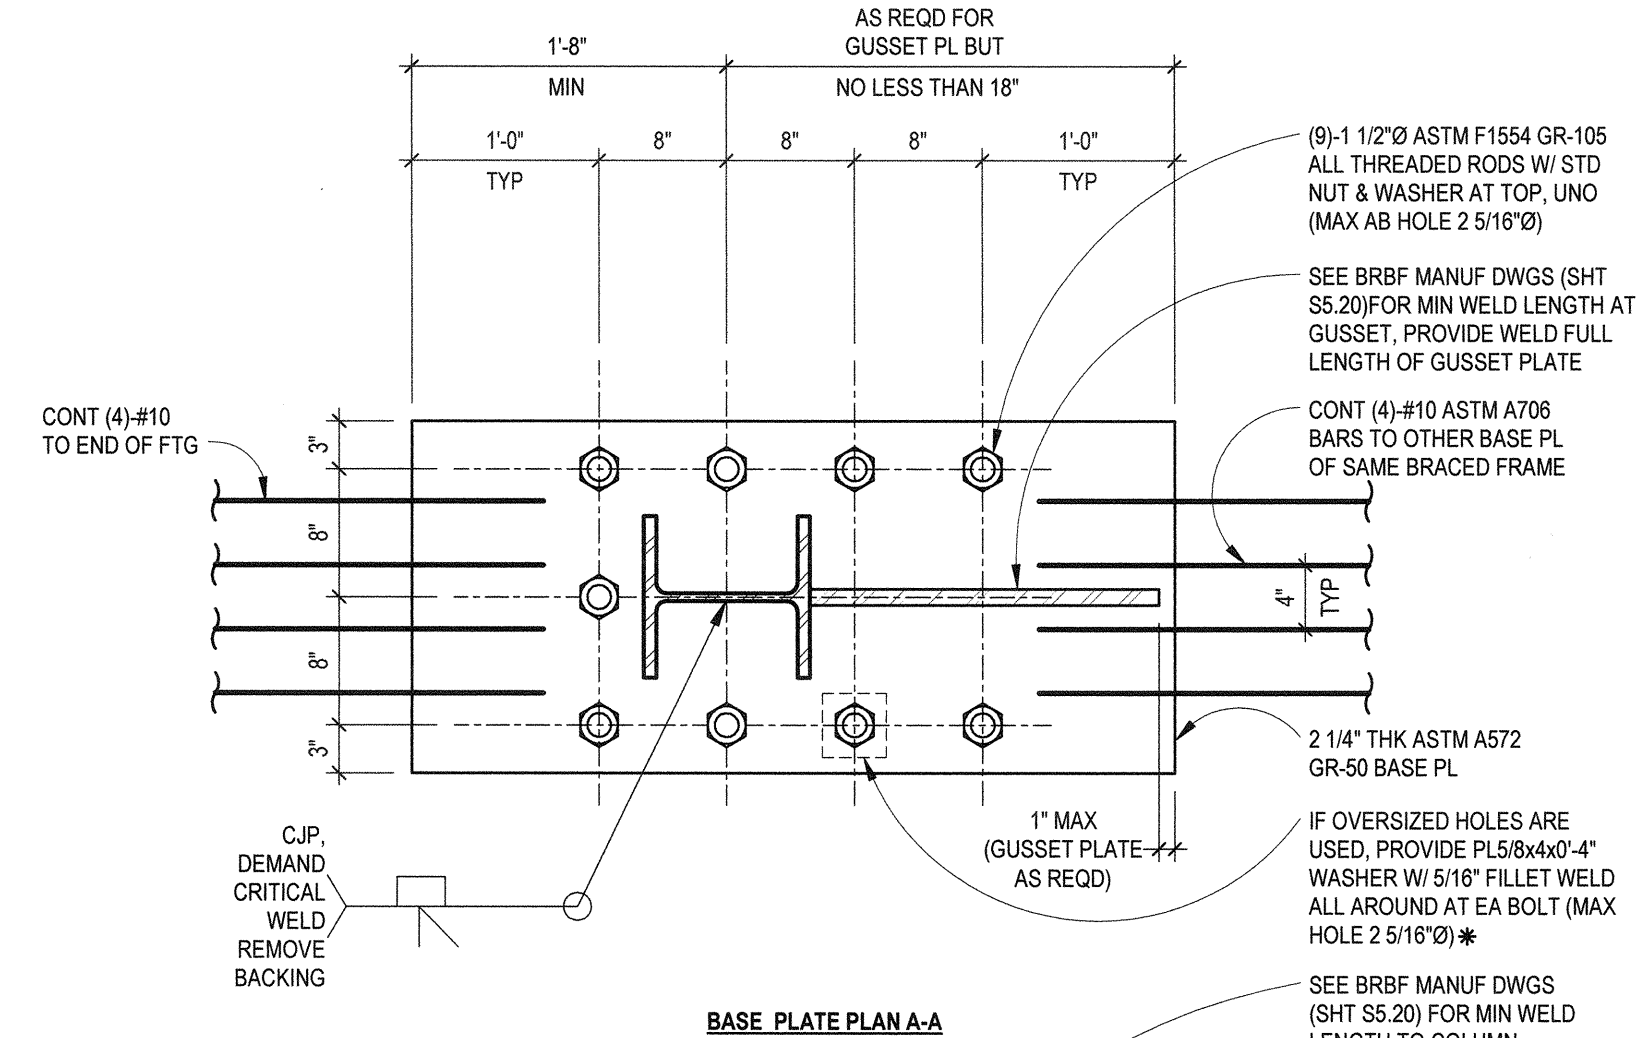 AS REQD FOR
1'-8"
GUSSET PL BUT
MIN
NO LESS THAN 18"
1'-0"
8"
8"
8"
1'-0"
TYP
TYP
(9)-1 1/2"Ø ASTM F1554 GR-105
ALL THREADED RODS W/ STD
NUT & WASHER AT TOP, UNO
(MAX AB HOLE 2 5/16"Ø)
SEE BRBF MANUF DWGS (SHT
S5.20)FOR MIN WELD LENGTH AT
GUSSET, PROVIDE WELD FULL
LENGTH OF GUSSET PLATE
CONT (4)-#10
TO END OF FTG
3"
8"
8"
3"
CONT (4)-#10 ASTM A706
BARS TO OTHER BASE PL
OF SAME BRACED FRAME
4"
TYP
2 1/4" THK ASTM A572
GR-50 BASE PL
1" MAX
(GUSSET PLATE
AS REQD)
IF OVERSIZED HOLES ARE
USED, PROVIDE PL5/8x4x0'-4"
WASHER W/ 5/16" FILLET WELD
ALL AROUND AT EA BOLT (MAX
HOLE 2 5/16"Ø) *
CJP,
DEMAND
CRITICAL
WELD
REMOVE
BACKING
BASE PLATE PLAN A-A
SEE BRBF MANUF DWGS
(SHT S5.20) FOR MIN WELD
LENGTH TO COLUMN